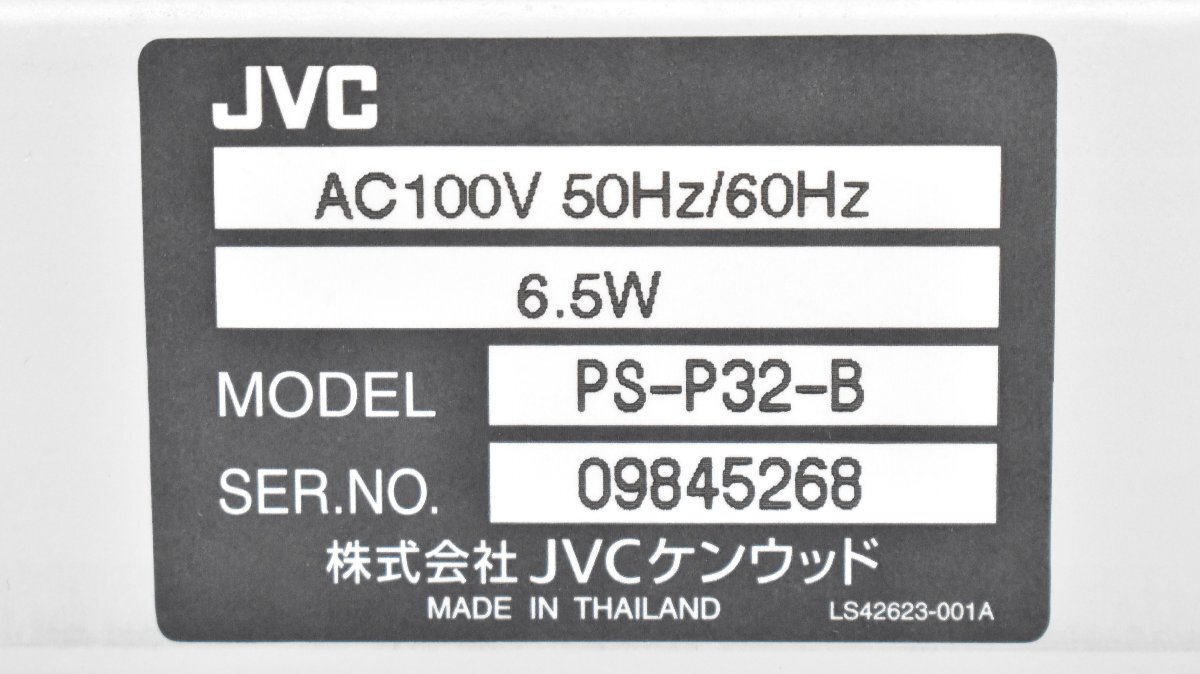 JVC
AC100V 50Hz/60Hz
6.5W
MODEL PS-P32-B
SER.NO. 09845268
株式会社 JVCケンウッド
MADE IN THAILAND LS42623-001A